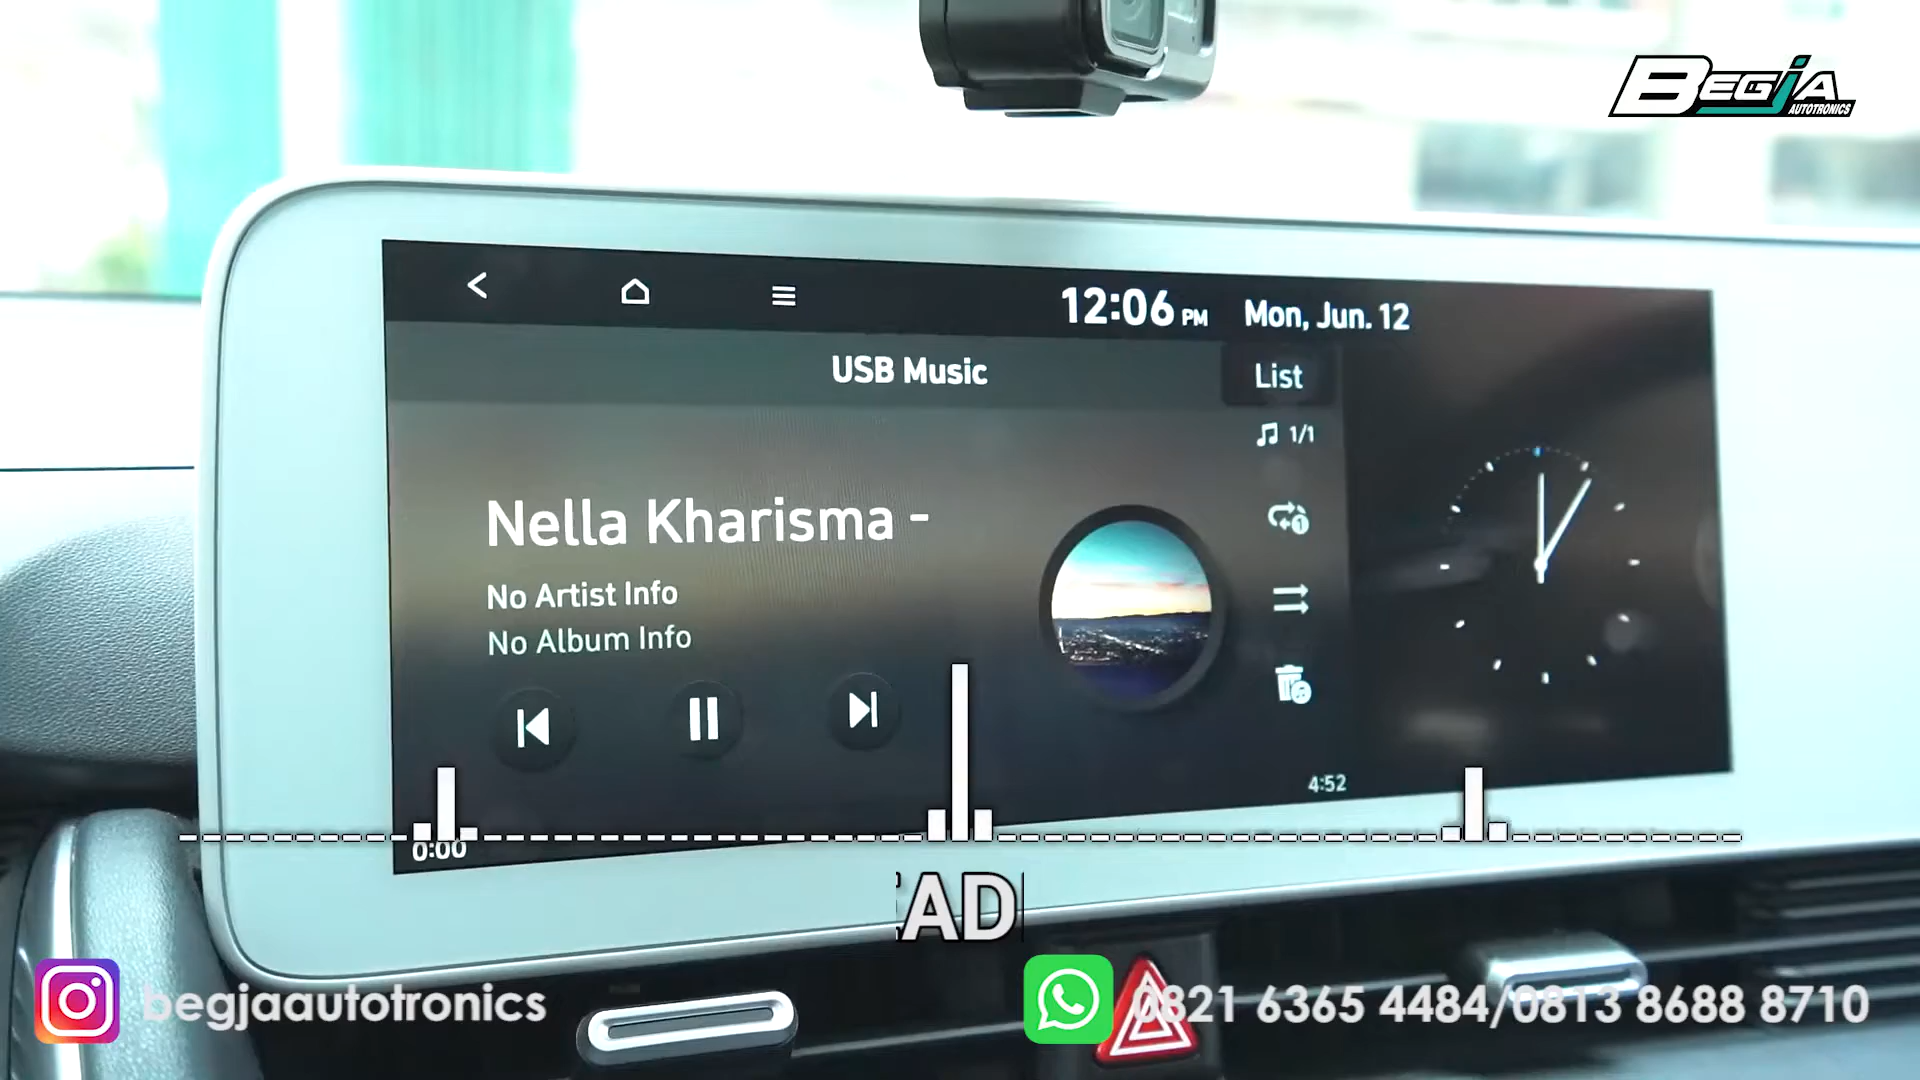 BEGJA
AUTOTRONICS
12:06 PM
Mon, Jun. 12
USB Music
List
1/1
Nella Kharisma -
No Artist Info
No Album Info
4:52
0:00
EAD
begjaautotronics
0821 6365 4484/0813 8688 8710